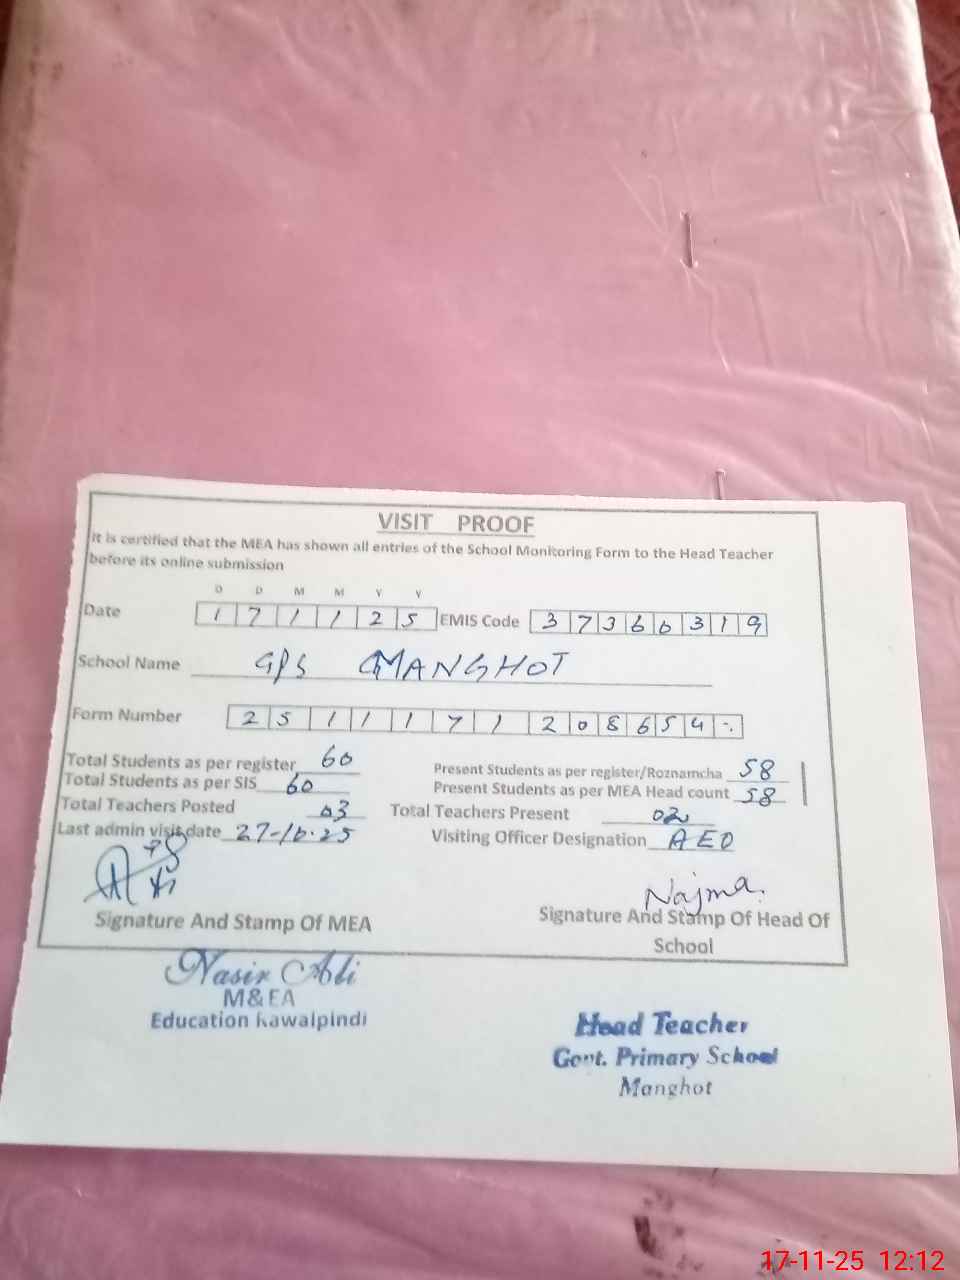 VISIT PROOF
It is certified that the MEA has shown all entries of the School Monitoring Form to the Head Teacher
before its online submission
D D M M Y Y
Date 1 7 1 1 2 5 EMIS Code 3 7 3 6 0 3 1 9
School Name GPS MANGHOT
Form Number 2 5 1 1 1 7 1 2 0 8 6 5 4
Total Students as per register 60 Present Students as per register/Roznamcha 58
Total Students as per SIS 60 Present Students as per MEA Head count 58
Total Teachers Posted 03 Total Teachers Present 02
Last admin visit date 27-10-25 Visiting Officer Designation AEO
Najma.
Signature And Stamp Of MEA Signature And Stamp Of Head Of
School
Nasir Ali
M&EA
Education Rawalpindi
Head Teacher
Govt. Primary School
Manghot
17-11-25 12:12